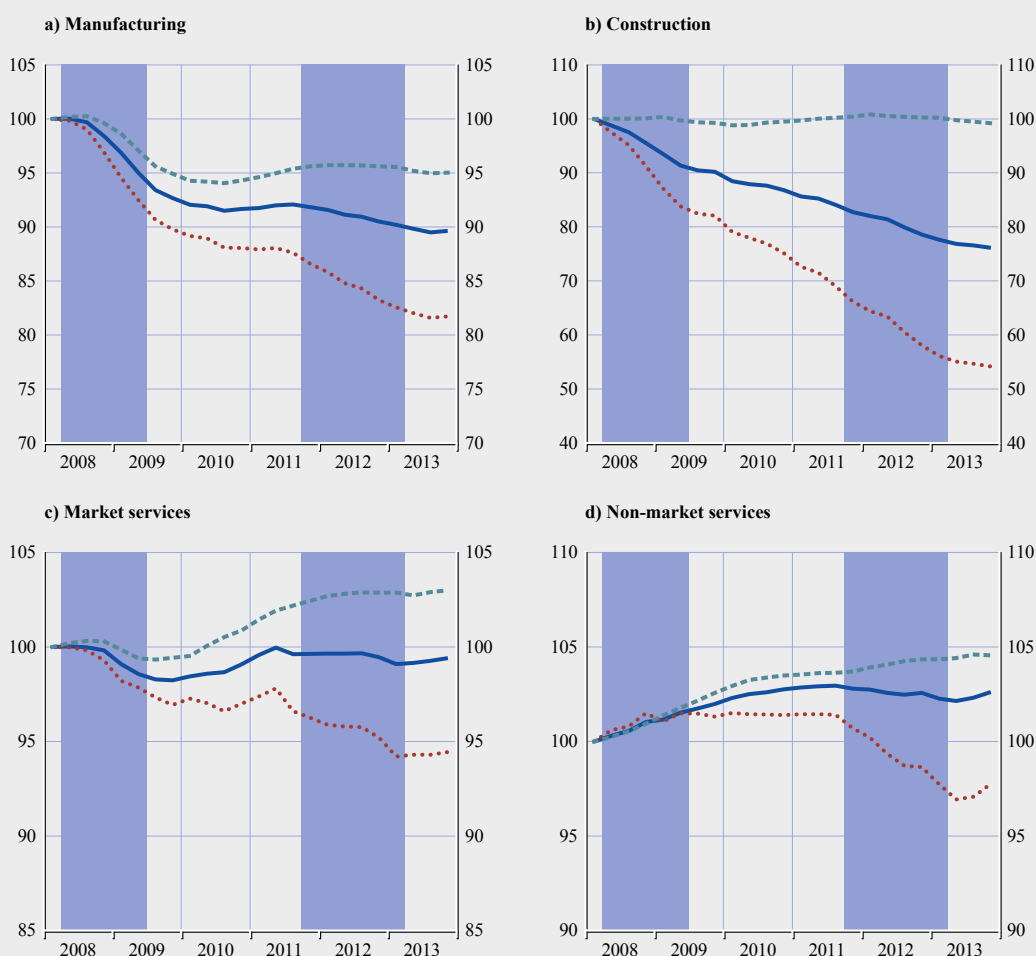 a) Manufacturing
b) Construction
105 105 110 110
100 100 100 100
95 95 90 90
90 90 80 80
85 85 70 70
80 80 60 60
75 75 50 50
70 70 40 40
2008 2009 2010 2011 2012 2013
2008 2009 2010 2011 2012 2013
c) Market services
d) Non-market services
105 105 110 110
100 100 105 105
95 95 100 100
90 90 95 95
85 85 90 90
2008 2009 2010 2011 2012 2013
2008 2009 2010 2011 2012 2013